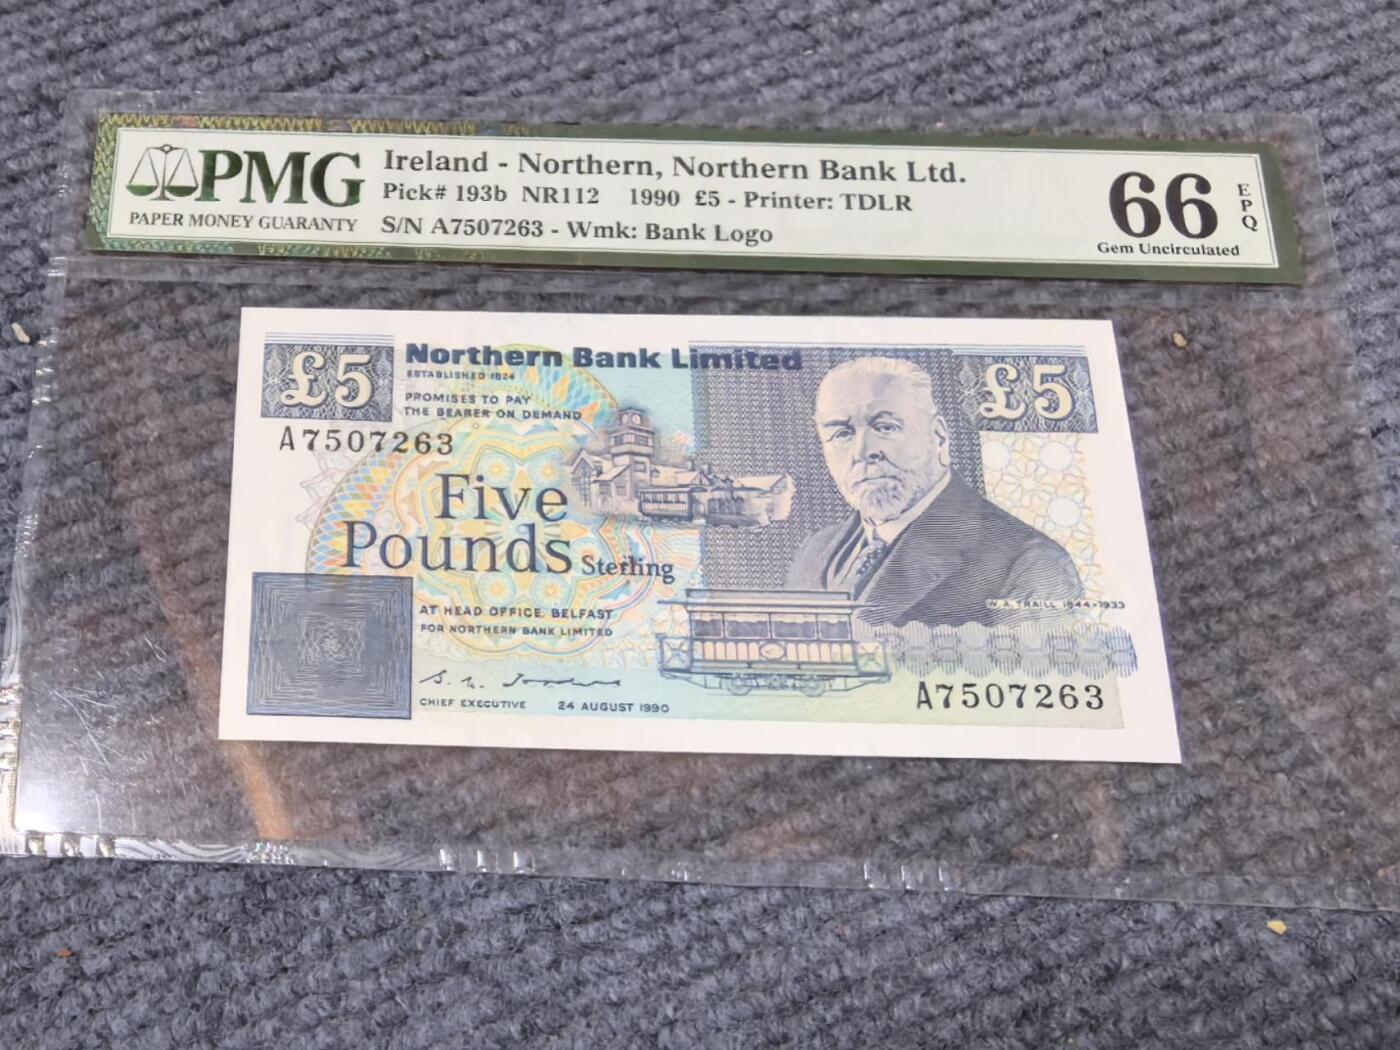 PMG
PAPER MONEY GUARANTY
Ireland - Northern, Northern Bank Ltd.
Pick# 193b NR112 1990 £5 - Printer: TDLR
S/N A7507263 - Wmk: Bank Logo
66
EPQ
Gem Uncirculated
£5
Northern Bank Limited
£5
ESTABLISHED 1824
PROMISES TO PAY
THE BEARER ON DEMAND
A7507263
Five
Pounds Sterling
AT HEAD OFFICE, BELFAST
FOR NORTHERN BANK LIMITED
W.A. TRAILL 1844-1933
CHIEF EXECUTIVE 24 AUGUST 1990
A7507263